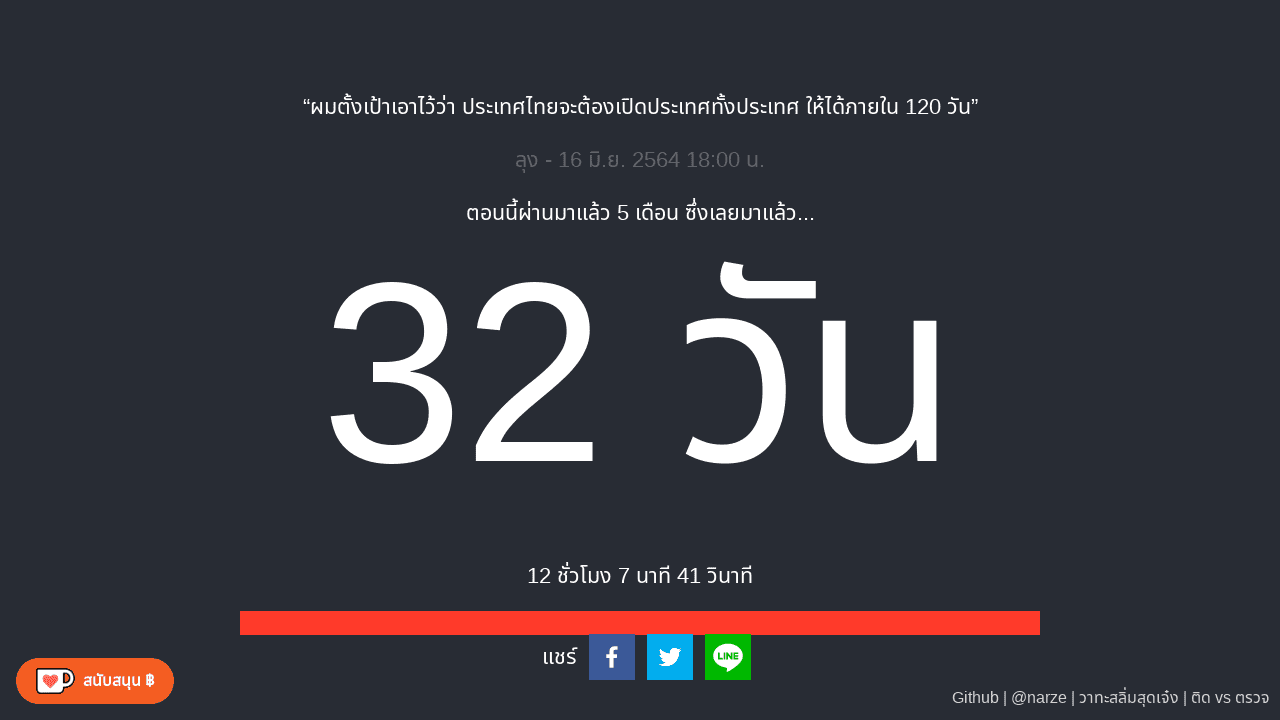 “ผมตั้งเป้าเอาไว้ว่า ประเทศไทยจะต้องเปิดประเทศทั้งประเทศ ให้ได้ภายใน 120 วัน”
ลุง - 16 มิ.ย. 2564 18:00 น.
ตอนนี้ผ่านมาแล้ว 5 เดือน ซึ่งเลยมาแล้ว...
32 วัน
12 ชั่วโมง 7 นาที 41 วินาที
แชร์
LINE
สนับสนุน ฿
Github | @narze | วาทะสลิ่มสุดเจ๋ง | ติด vs ตรวจ